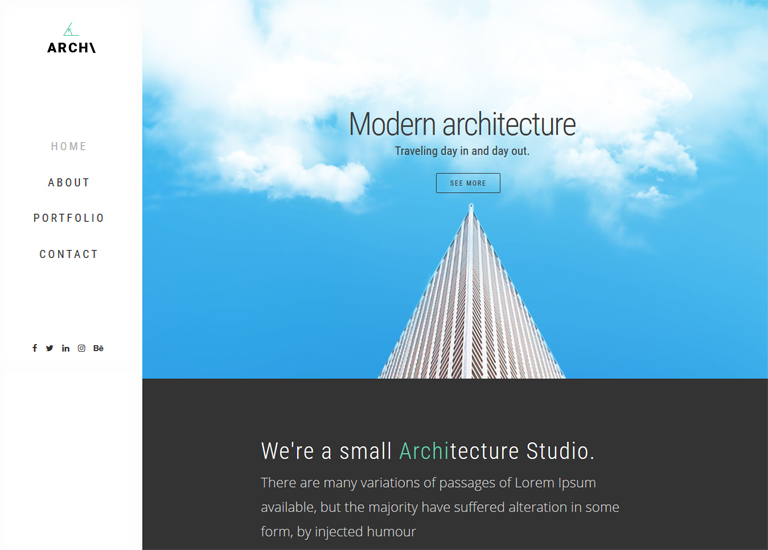 ARCH\
HOME
ABOUT
PORTFOLIO
CONTACT
f in Bē
Modern architecture
Traveling day in and day out.
SEE MORE
We're a small Architecture Studio.
There are many variations of passages of Lorem Ipsum
available, but the majority have suffered alteration in some
form, by injected humour